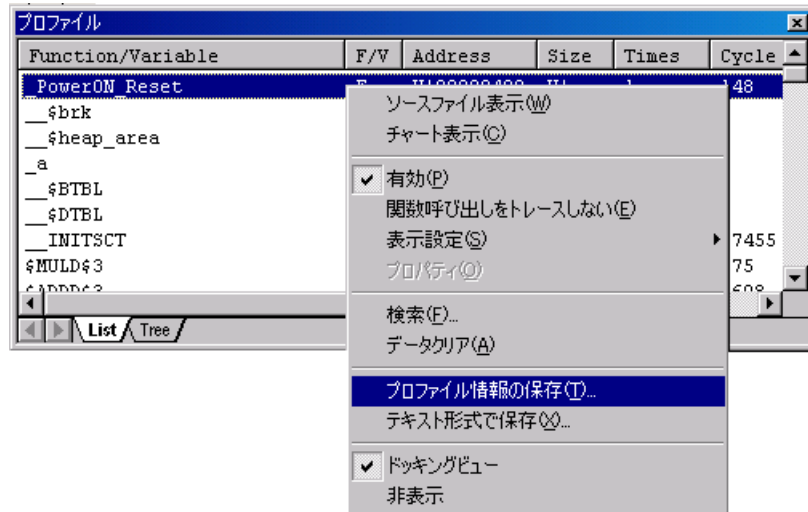 プロファイル
Function/Variable F/V Address Size Times Cycle
_PowerON_Reset 148
__$brk
__$heap_area
_a
__$BTBL
__$DTBL
__INITSCT 7455
$MULD$3 75
ソースファイル表示(W)
チャート表示(C)
有効(P)
関数呼び出しをトレースしない(E)
表示設定(S)
プロパティ(O)
検索(F)...
データクリア(A)
プロファイル情報の保存(T)...
テキスト形式で保存(X)...
ドッキングビュー
非表示
List Tree